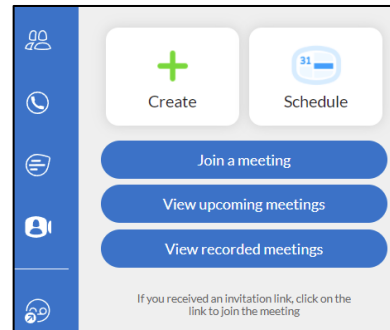 31
Create
Schedule
Join a meeting
View upcoming meetings
View recorded meetings
If you received an invitation link, click on the
link to join the meeting